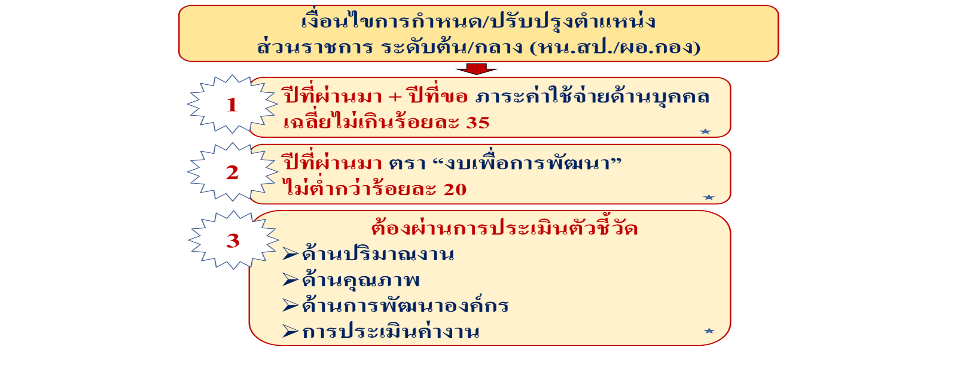 เงื่อนไขการกำหนด/ปรับปรุงตำแหน่ง
ส่วนราชการ ระดับต้น/กลาง (หน.สป./ผอ.กอง)
1
ปีที่ผ่านมา + ปีที่ขอ ภาระค่าใช้จ่ายด้านบุคคล
เฉลี่ยไม่เกินร้อยละ 35
2
ปีที่ผ่านมา ตรา “งบเพื่อการพัฒนา”
ไม่ต่ำกว่าร้อยละ 20
3
ต้องผ่านการประเมินตัวชี้วัด
➢ด้านปริมาณงาน
➢ด้านคุณภาพ
➢ด้านการพัฒนาองค์กร
➢การประเมินค่างาน